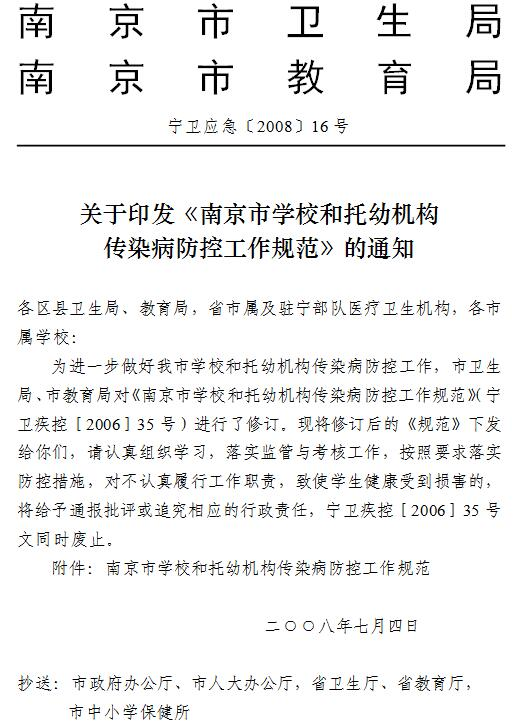 南京市卫生局
南京市教育局
宁卫应急〔2008〕16号
关于印发《南京市学校和托幼机构
传染病防控工作规范》的通知
各区县卫生局、教育局，省市属及驻宁部队医疗卫生机构，各市
属学校：
为进一步做好我市学校和托幼机构传染病防控工作，市卫生
局、市教育局对《南京市学校和托幼机构传染病防控工作规范》（宁
卫疾控［2006］35号）进行了修订。现将修订后的《规范》下发
给你们，请认真组织学习，落实监管与考核工作，按照要求落实
防控措施，对不认真履行工作职责，致使学生健康受到损害的，
将给予通报批评或追究相应的行政责任，宁卫疾控［2006］35号
文同时废止。
附件：南京市学校和托幼机构传染病防控工作规范
二〇〇八年七月四日
抄送：市政府办公厅、市人大办公厅，省卫生厅、省教育厅，
市中小学保健所